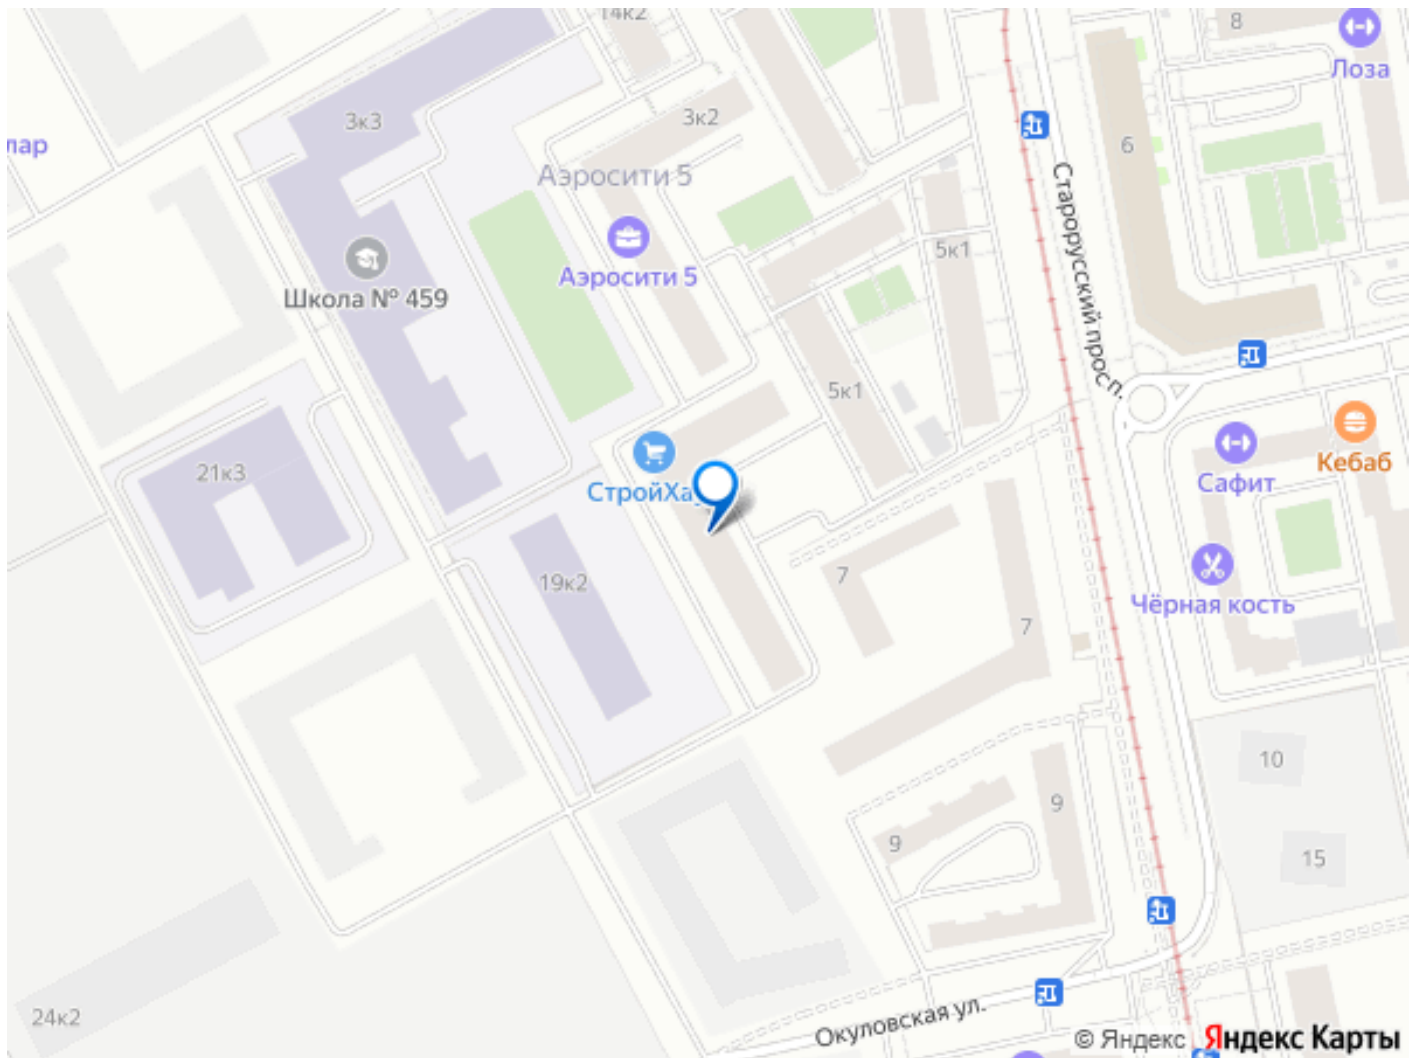 14к2
8
Лоза
3к3
3к2
6
лар
Аэросити 5
Старорусский просп.
5к1
Аэросити 5
Школа № 459
5к1
Кебаб
Сафит
21к3
СтройХа
19к2
7
Чёрная кость
7
10
9
9
15
24к2
Окуловская ул.
© Яндекс Яндекс Карты